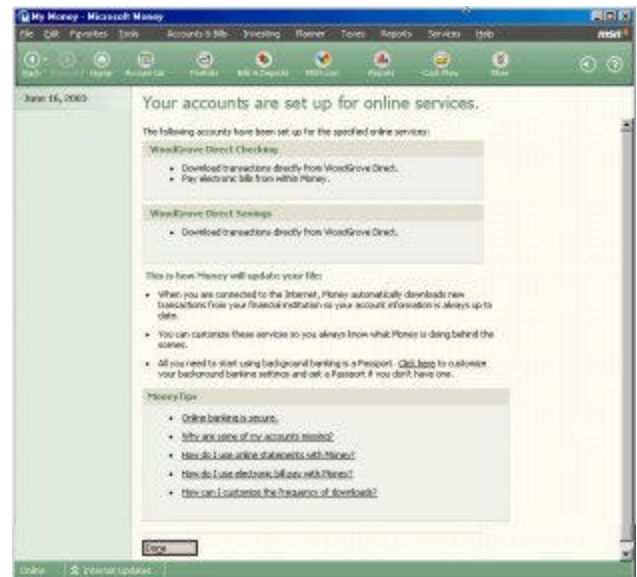 My Money - Microsoft Money
File Edit Favorites Tools Accounts & Bills Investing Planner Taxes Reports Services Help
msn
Back Forward Home Account List Portfolio Bills & Deposits MSN.com Reports Cash Flow More
June 16, 2003
Your accounts are set up for online services.
The following accounts have been set up for the specified online services:
WoodGrove Direct Checking
• Download transactions directly from WoodGrove Direct.
• Pay electronic bills from within Money.
WoodGrove Direct Savings
• Download transactions directly from WoodGrove Direct.
This is how Money will update your file:
• When you are connected to the Internet, Money automatically downloads new
transactions from your financial institution so your account information is always up to
date.
• You can customize these services so you always know what Money is doing behind the
scenes.
• All you need to start using background banking is a Passport. Click here to customize
your background banking settings and get a Passport if you don't have one.
MoneyTips
• Online banking is secure.
• Why are some of my accounts missing?
• How do I use online statements with Money?
• How do I use electronic bill pay with Money?
• How can I customize the frequency of downloads?
Done
Online Internet Updates